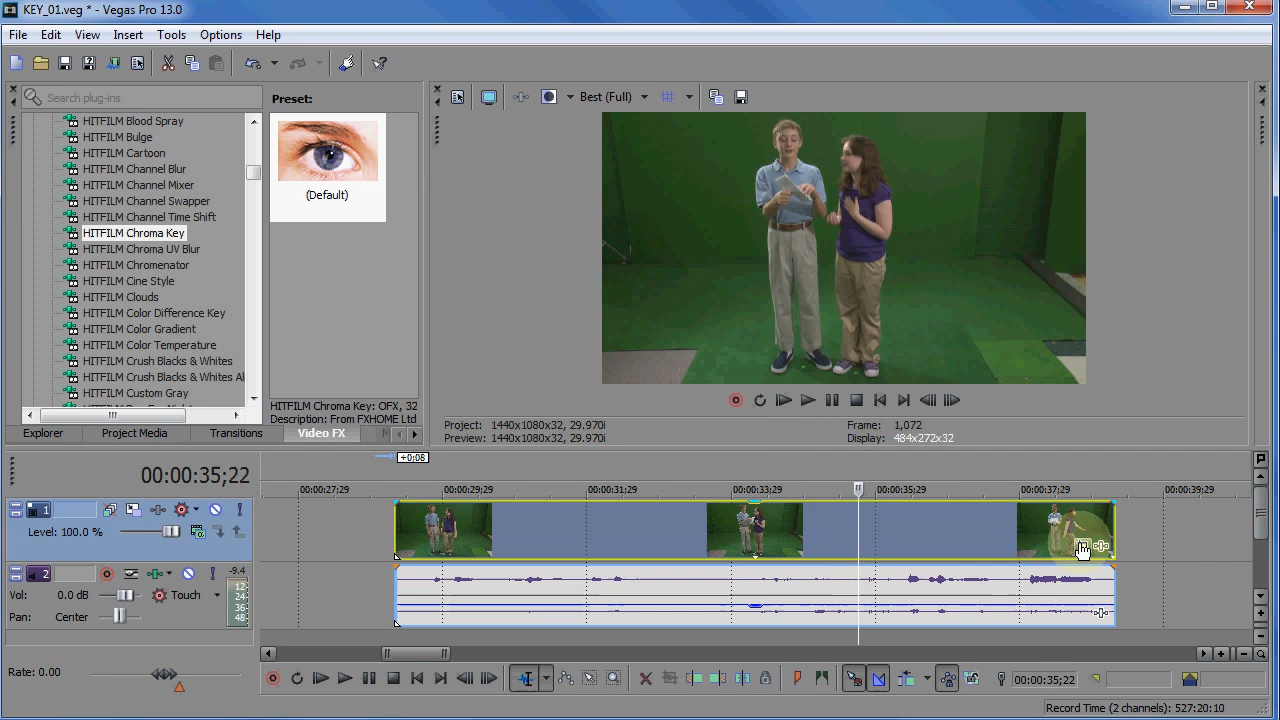 KEY_01.veg * - Vegas Pro 13.0
File Edit View Insert Tools Options Help
Search plug-ins
Preset:
Best (Full)
HITFILM Blood Spray
HITFILM Bulge
HITFILM Cartoon
HITFILM Channel Blur
HITFILM Channel Mixer
HITFILM Channel Swapper
HITFILM Channel Time Shift
HITFILM Chroma Key
HITFILM Chroma UV Blur
HITFILM Chromenator
HITFILM Cine Style
HITFILM Clouds
HITFILM Color Difference Key
HITFILM Color Gradient
HITFILM Color Temperature
HITFILM Crush Blacks & Whites
HITFILM Crush Blacks & Whites Al
HITFILM Custom Gray
(Default)
HITFILM Chroma Key: OFX, 32
Description: From FXHOME Ltd
Explorer Project Media Transitions Video FX
Project: 1440x1080x32, 29.970i
Preview: 1440x1080x32, 29.970i
Frame: 1,072
Display: 484x272x32
00:00:35;22
+0:08
00:00:27;29 00:00:29;29 00:00:31;29 00:00:33;29 00:00:35;29 00:00:37;29 00:00:39;29
1
Level: 100.0 %
2
Vol: 0.0 dB Touch
Pan: Center
-9.4
12
24
36
48
Rate: 0.00
00:00:35;22
Record Time (2 channels): 527:20:10